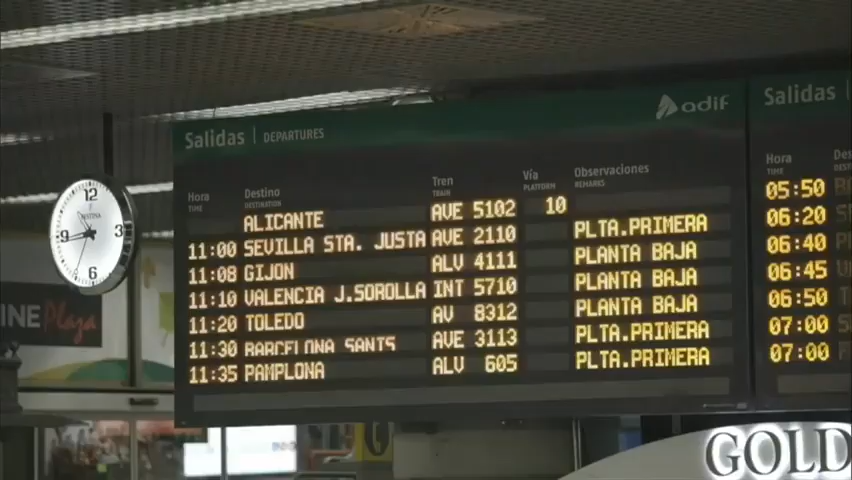 adif
Salidas | DEPARTURES
Salidas
Hora Destino Tren Vía Observaciones
TIME DESTINATION TRAIN PLATFORM REMARKS
ALICANTE AVE 5102 10
11:00 SEVILLA STA. JUSTA AVE 2110 PLTA.PRIMERA
11:08 GIJON ALV 4111 PLANTA BAJA
11:10 VALENCIA J.SOROLLA INT 5710 PLANTA BAJA
11:20 TOLEDO AV 8312 PLANTA BAJA
11:30 BARCELONA SANTS AVE 3113 PLTA.PRIMERA
11:35 PAMPLONA ALV 605 PLTA.PRIMERA
Hora
TIME
05:50
06:20
06:40
06:45
06:50
07:00
07:00
12
FESTINA
3
6
9
INE Plaza
GOLD